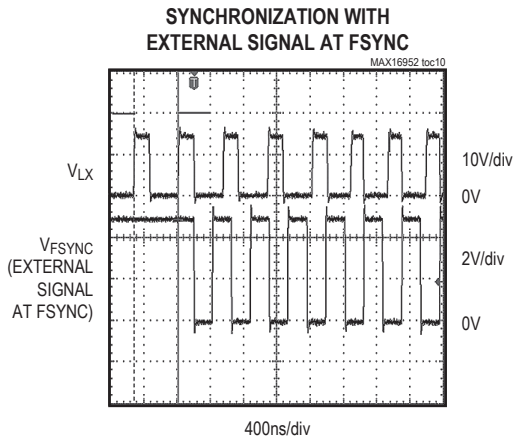 SYNCHRONIZATION WITH
EXTERNAL SIGNAL AT FSYNC
MAX16952 toc10
VLX
10V/div
0V
VFSYNC
(EXTERNAL
SIGNAL
AT FSYNC)
2V/div
0V
400ns/div